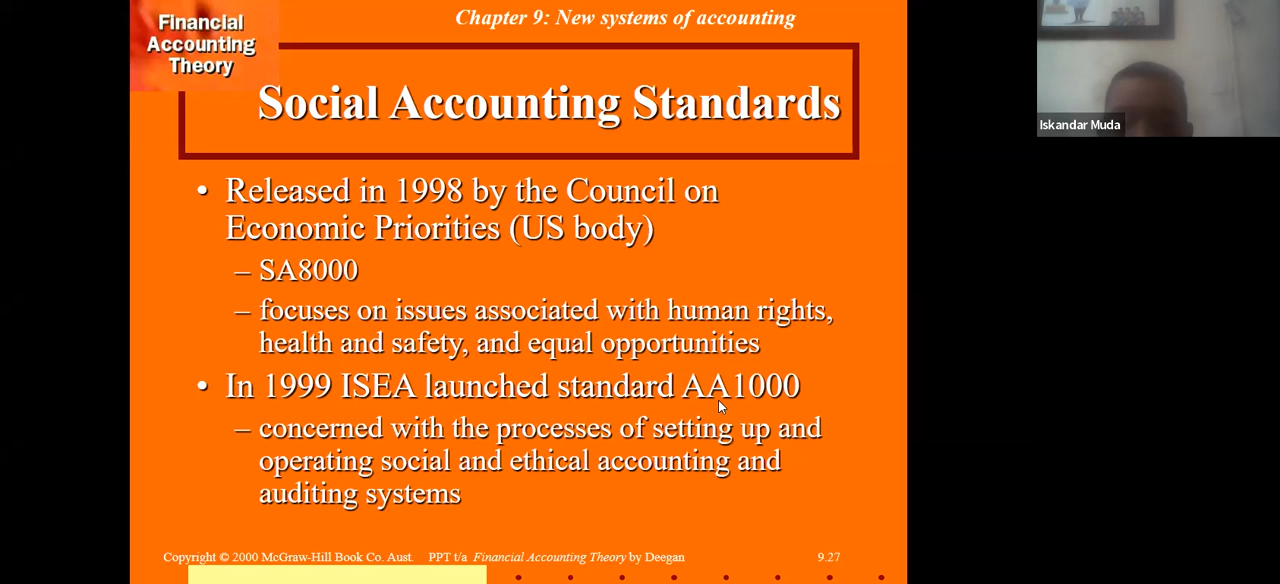 Financial
Accounting
Theory
Chapter 9: New systems of accounting
Social Accounting Standards
• Released in 1998 by the Council on
Economic Priorities (US body)
– SA8000
– focuses on issues associated with human rights,
health and safety, and equal opportunities
• In 1999 ISEA launched standard AA1000
– concerned with the processes of setting up and
operating social and ethical accounting and
auditing systems
Copyright © 2000 McGraw-Hill Book Co. Aust. PPT t/a Financial Accounting Theory by Deegan 9.27
Iskandar Muda